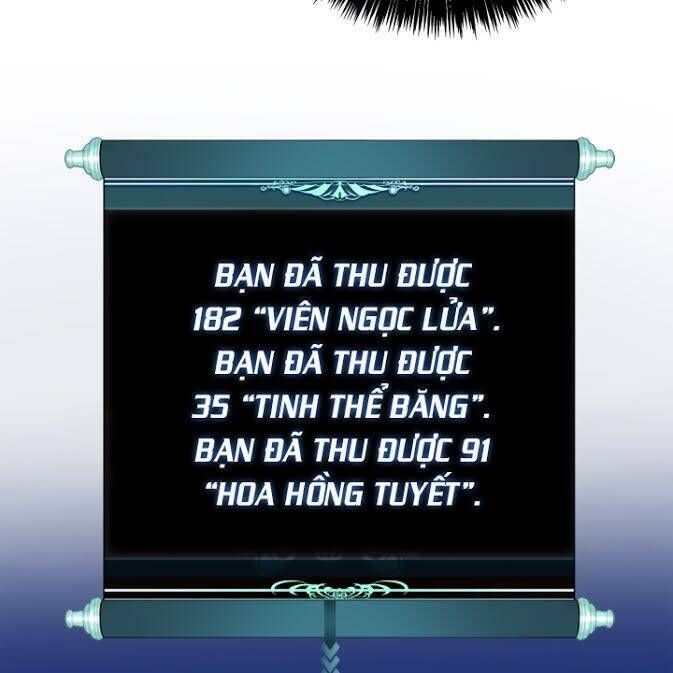 BẠN ĐÃ THU ĐƯỢC
182 “VIÊN NGỌC LỬA”.
BẠN ĐÃ THU ĐƯỢC
35 “TINH THỂ BĂNG”.
BẠN ĐÃ THU ĐƯỢC 91
“HOA HỒNG TUYẾT”.